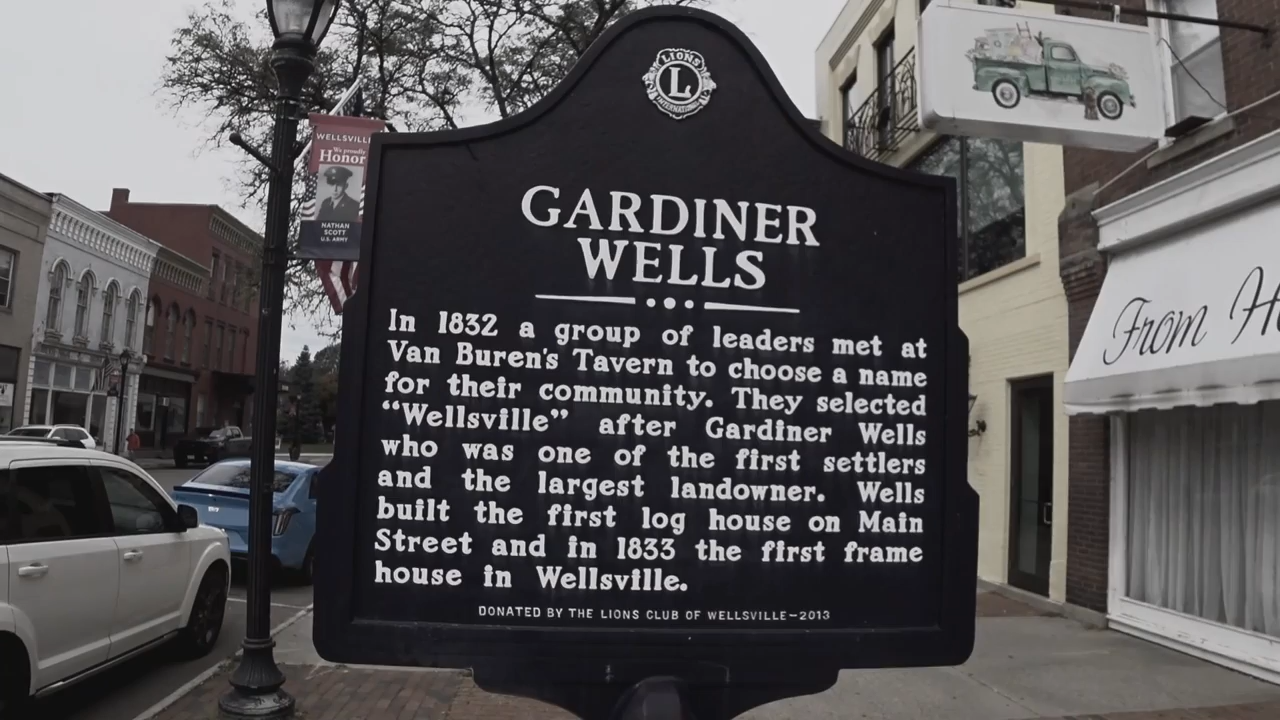 LIONS
L
INTERNATIONAL
GARDINER
WELLS
In 1832 a group of leaders met at
Van Buren's Tavern to choose a name
for their community. They selected
"Wellsville" after Gardiner Wells
who was one of the first settlers
and the largest landowner. Wells
built the first log house on Main
Street and in 1833 the first frame
house in Wellsville.
DONATED BY THE LIONS CLUB OF WELLSVILLE-2013
WELLSVILLE
We proudly
Honor
NATHAN
SCOTT
U.S. ARMY
From